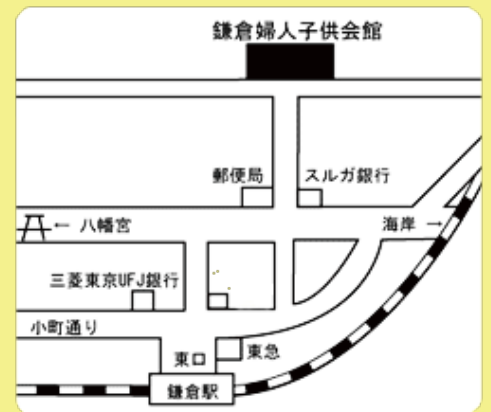 鎌倉婦人子供会館
郵便局
スルガ銀行
← 八幡宮
海岸 →
三菱東京UFJ銀行
小町通り
東口
東急
鎌倉駅